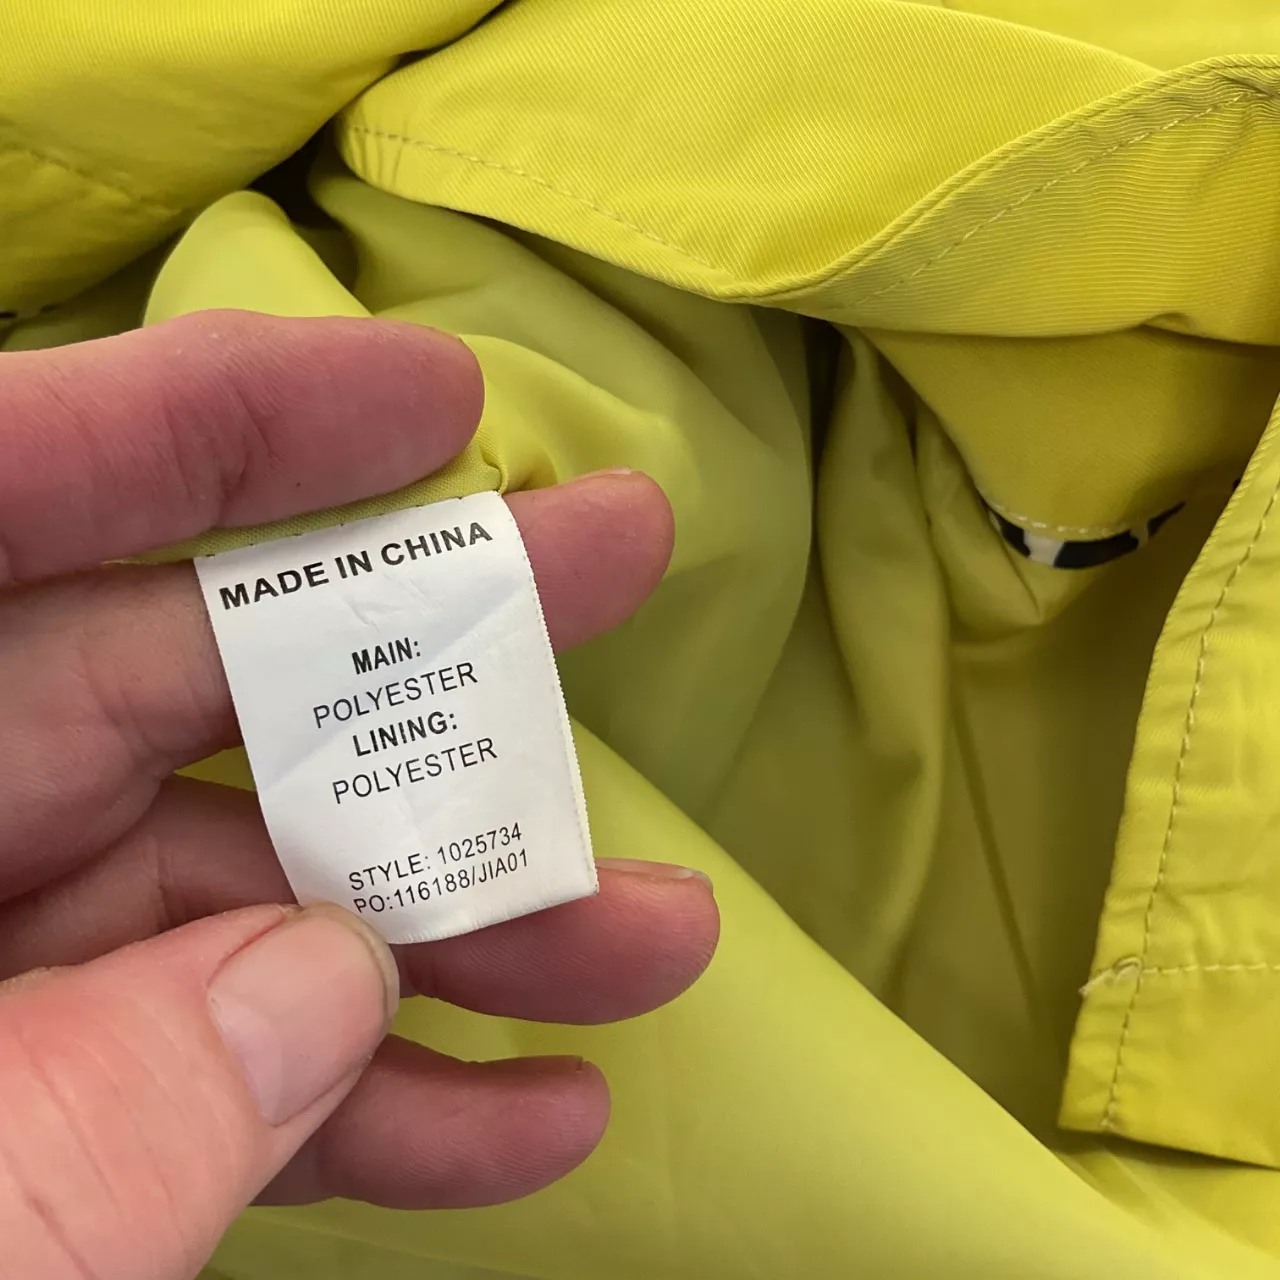 MADE IN CHINA
MAIN:
POLYESTER
LINING:
POLYESTER
STYLE: 1025734
PO:116188/JIA01